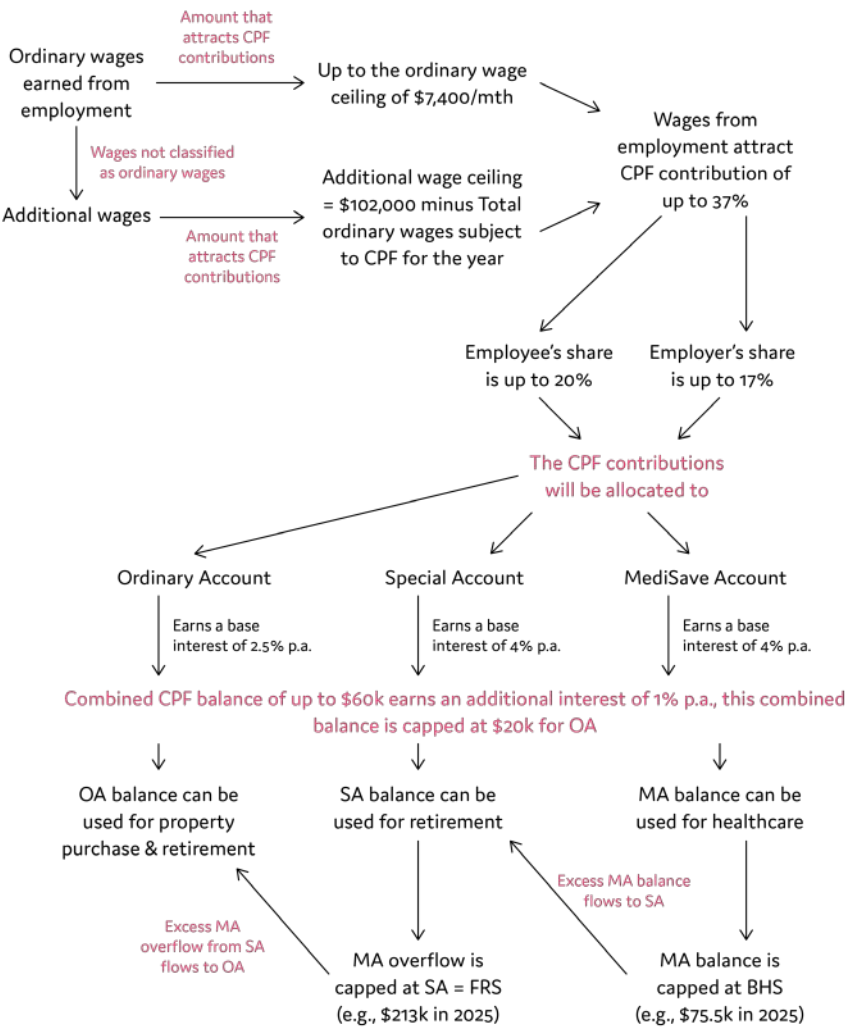 Amount that
attracts CPF
contributions
Ordinary wages
earned from
employment
Up to the ordinary wage
ceiling of $7,400/mth
Wages from
employment attract
CPF contribution of
up to 37%
Wages not classified
as ordinary wages
Additional wages
Amount that
attracts CPF
contributions
Additional wage ceiling
= $102,000 minus Total
ordinary wages subject
to CPF for the year
Employee's share
is up to 20%
Employer's share
is up to 17%
The CPF contributions
will be allocated to
Ordinary Account
Special Account
MediSave Account
Earns a base
interest of 2.5% p.a.
Earns a base
interest of 4% p.a.
Earns a base
interest of 4% p.a.
Combined CPF balance of up to $60k earns an additional interest of 1% p.a., this combined
balance is capped at $20k for OA
OA balance can be
used for property
purchase & retirement
SA balance can be
used for retirement
MA balance can be
used for healthcare
Excess MA
overflow from SA
flows to OA
Excess MA balance
flows to SA
MA overflow is
capped at SA = FRS
(e.g., $213k in 2025)
MA balance is
capped at BHS
(e.g., $75.5k in 2025)